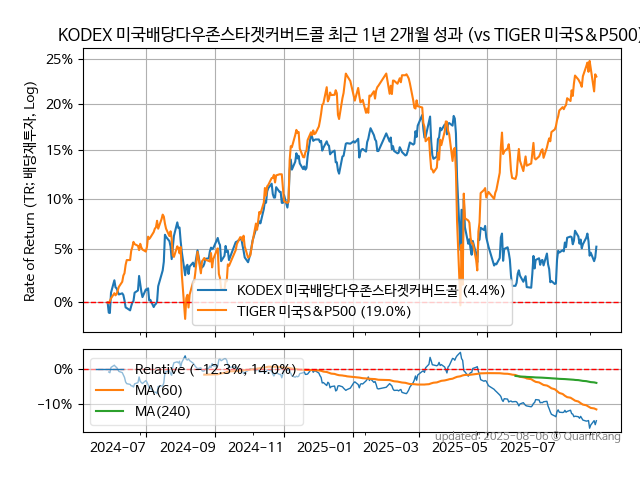 KODEX 미국배당다우존스타겟커버드콜 최근 1년 2개월 성과 (vs TIGER 미국S&P500)
Rate of Return (TR: 배당재투자, Log)
25%
20%
15%
10%
5%
0%
KODEX 미국배당다우존스타겟커버드콜 (4.4%)
TIGER 미국S&P500 (19.0%)
0%
−10%
Relative (−12.3%, 14.0%)
MA(60)
MA(240)
updated: 2025-08-06 © QuantKang
2024-07 2024-09 2024-11 2025-01 2025-03 2025-05 2025-07